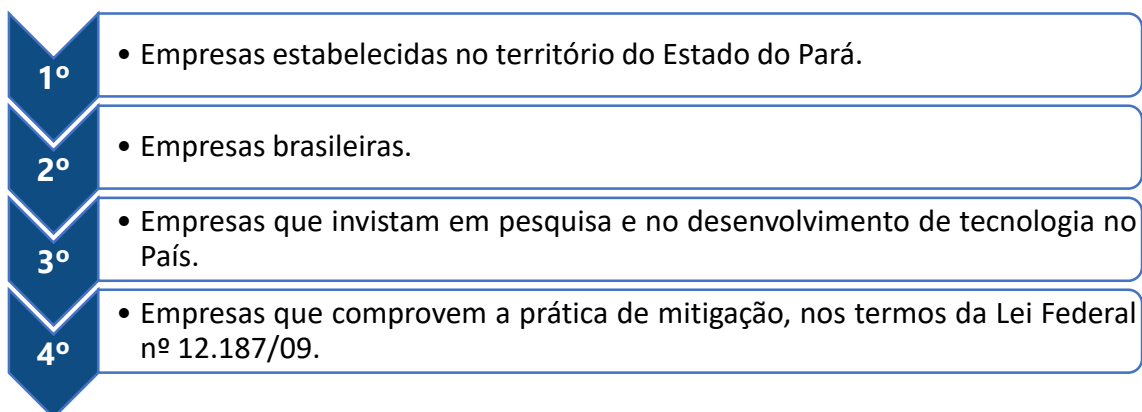 1º
• Empresas estabelecidas no território do Estado do Pará.
2º
• Empresas brasileiras.
3º
• Empresas que invistam em pesquisa e no desenvolvimento de tecnologia no
País.
4º
• Empresas que comprovem a prática de mitigação, nos termos da Lei Federal
nº 12.187/09.